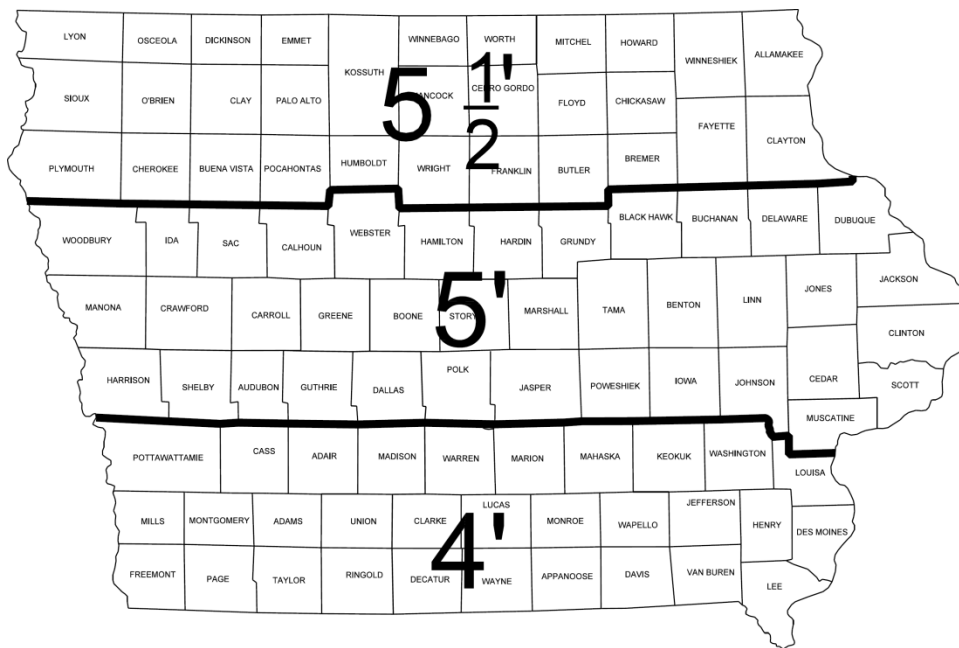 LYON OSCEOLA DICKINSON EMMET WINNEBAGO WORTH MITCHEL HOWARD
WINNESHIEK ALLAMAKEE
KOSSUTH
SIOUX O'BRIEN CLAY PALO ALTO FLOYD CHICKASAW
5 1'
2
FAYETTE CLAYTON
PLYMOUTH CHEROKEE BUENA VISTA POCAHONTAS HUMBOLDT WRIGHT FRANKLIN BUTLER BREMER
WOODBURY IDA SAC CALHOUN WEBSTER HAMILTON HARDIN GRUNDY BLACK HAWK BUCHANAN DELAWARE DUBUQUE
MANONA CRAWFORD CARROLL GREENE BOONE STORY MARSHALL TAMA BENTON LINN JONES JACKSON
5'
CLINTON
HARRISON SHELBY AUDUBON GUTHRIE DALLAS POLK JASPER POWESHIEK IOWA JOHNSON CEDAR SCOTT
MUSCATINE
POTTAWATTAMIE CASS ADAIR MADISON WARREN MARION MAHASKA KEOKUK WASHINGTON LOUISA
MILLS MONTGOMERY ADAMS UNION CLARKE LUCAS MONROE WAPELLO JEFFERSON HENRY DES MOINES
4'
FREEMONT PAGE TAYLOR RINGOLD DECATUR WAYNE APPANOOSE DAVIS VAN BUREN LEE